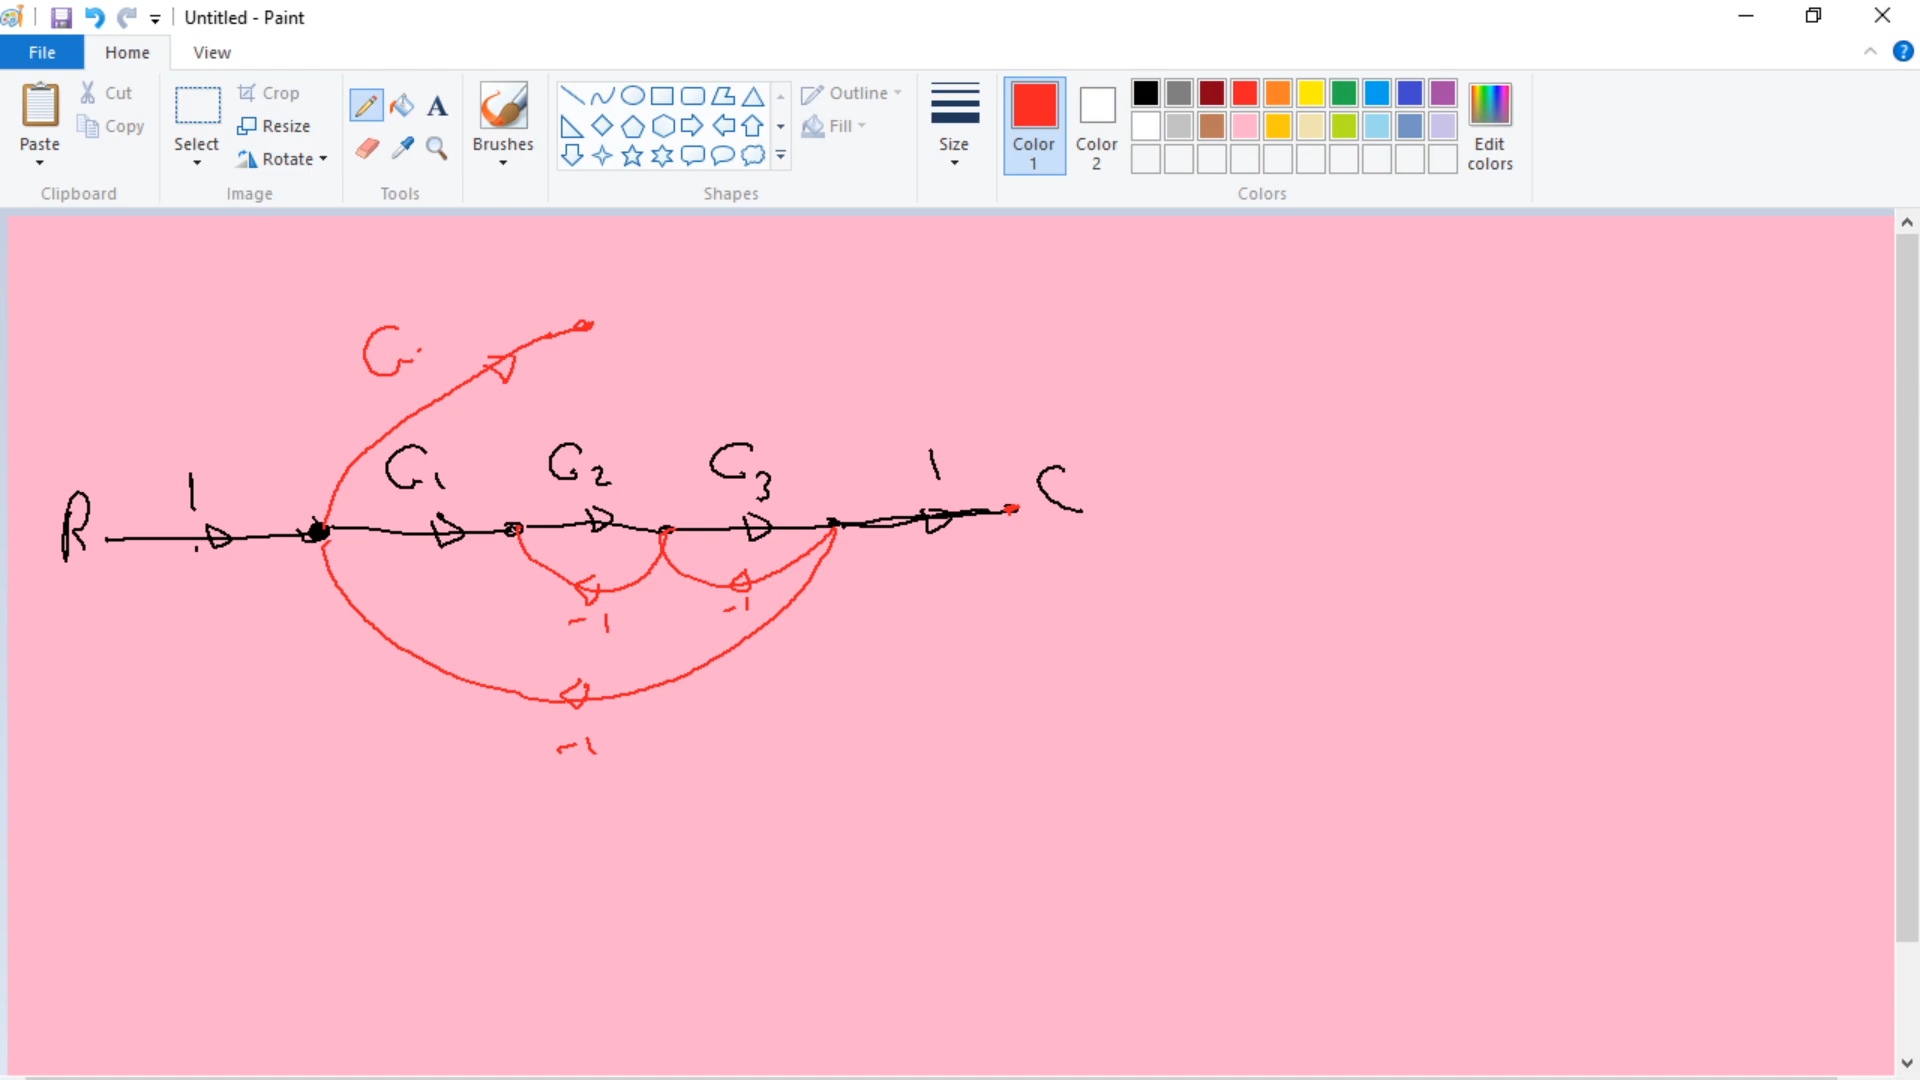 Untitled - Paint
File Home View
Paste Cut Copy Select Crop Resize Rotate Brushes Outline Fill Size Color 1 Color 2 Edit colors
Clipboard Image Tools Shapes Colors
G
G1 G2 G3 1 C
R 1
-1 -1
-1